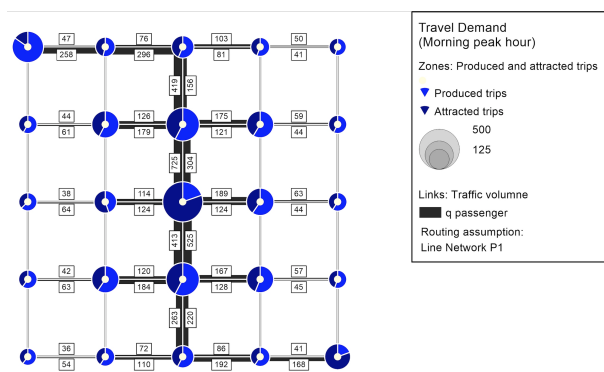 47 76 103 50
258 296 81 41
419 156
44 126 175 59
61 179 121 44
725 304
38 114 189 63
64 124 124 44
413 525
42 120 167 57
63 184 128 45
263 220
36 72 86 41
54 110 192 168
Travel Demand
(Morning peak hour)
Zones: Produced and attracted trips
Produced trips
Attracted trips
500
125
Links: Traffic volumne
q passenger
Routing assumption:
Line Network P1